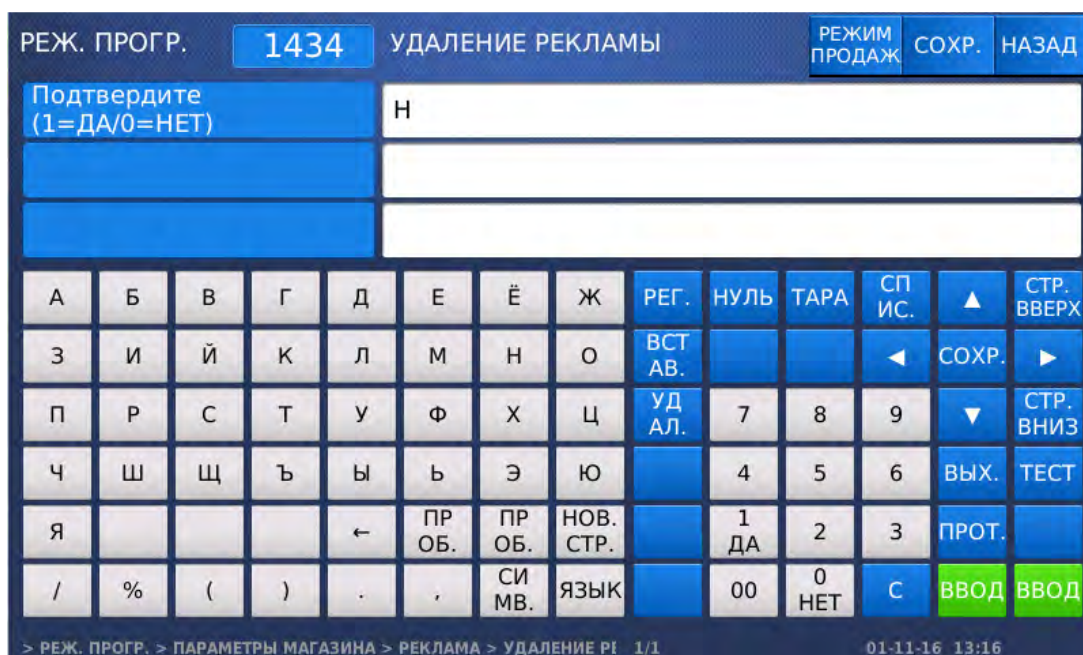 РЕЖ. ПРОГР. 1434 УДАЛЕНИЕ РЕКЛАМЫ РЕЖИМ ПРОДАЖ СОХР. НАЗАД
Подтвердите
(1=ДА/0=НЕТ)
Н
А Б В Г Д Е Ё Ж РЕГ. НУЛЬ ТАРА СП ИС. ▲ СТР. ВВЕРХ
З И Й К Л М Н О ВСТ АВ. ◀ СОХР. ▶
П Р С Т У Ф Х Ц УД АЛ. 7 8 9 ▼ СТР. ВНИЗ
Ч Ш Щ Ъ Ы Ь Э Ю 4 5 6 ВЫХ. ТЕСТ
Я ← ПР ОБ. ПР ОБ. НОВ. СТР. 1 ДА 2 3 ПРОТ.
/ % ( ) . , СИ МВ. ЯЗЫК 00 0 НЕТ С ВВОД ВВОД
> РЕЖ. ПРОГР. > ПАРАМЕТРЫ МАГАЗИНА > РЕКЛАМА > УДАЛЕНИЕ РЕ 1/1 01-11-16 13:16